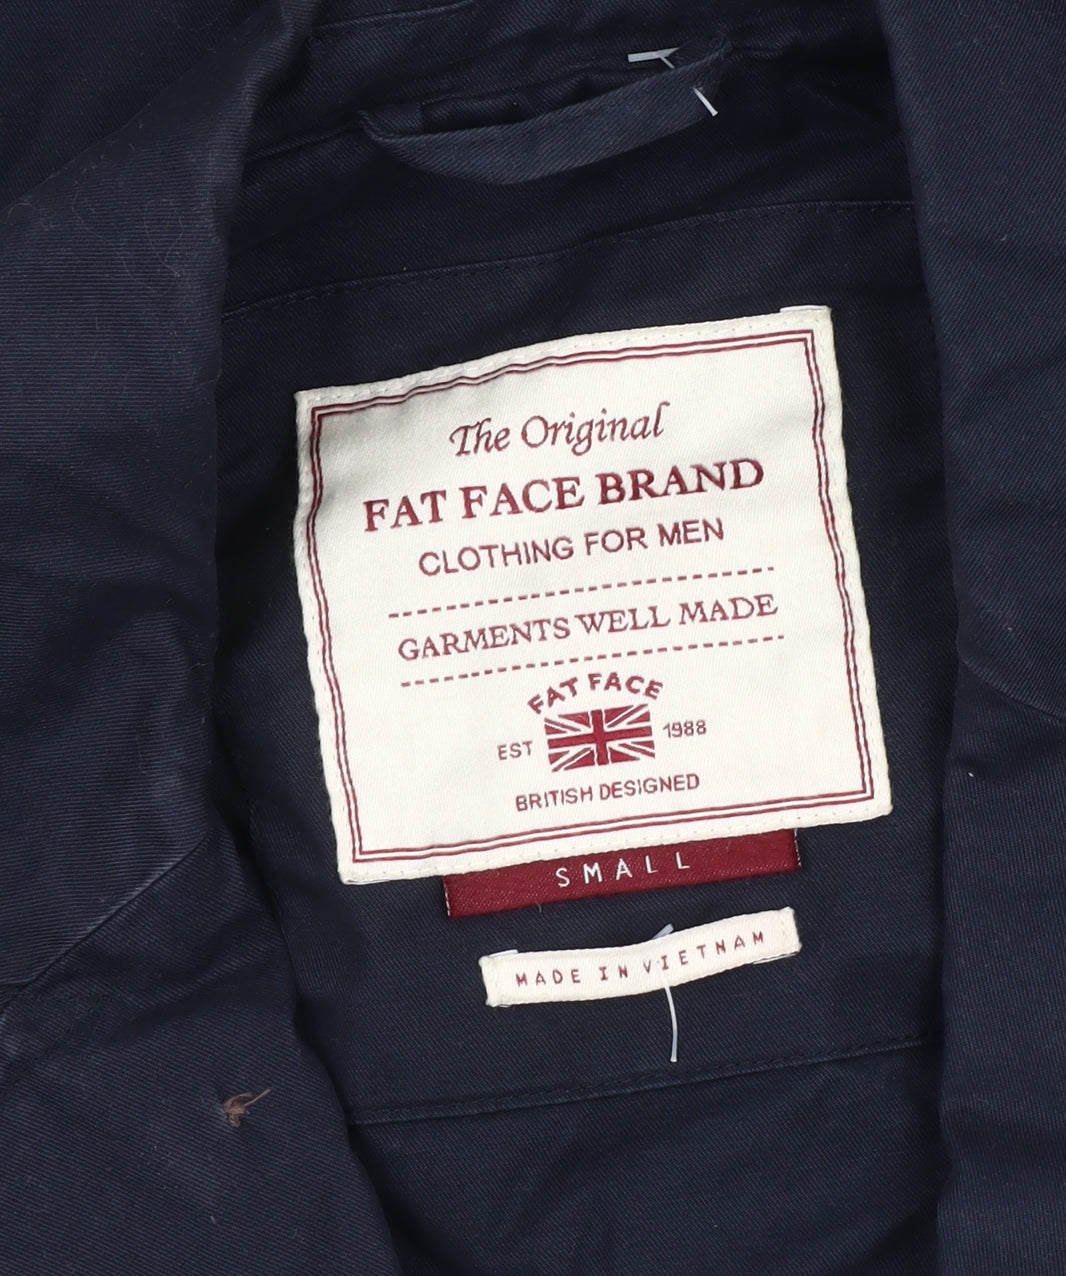 The Original
FAT FACE BRAND
CLOTHING FOR MEN
GARMENTS WELL MADE
FAT FACE
EST 1988
BRITISH DESIGNED
SMALL
MADE IN VIETNAM